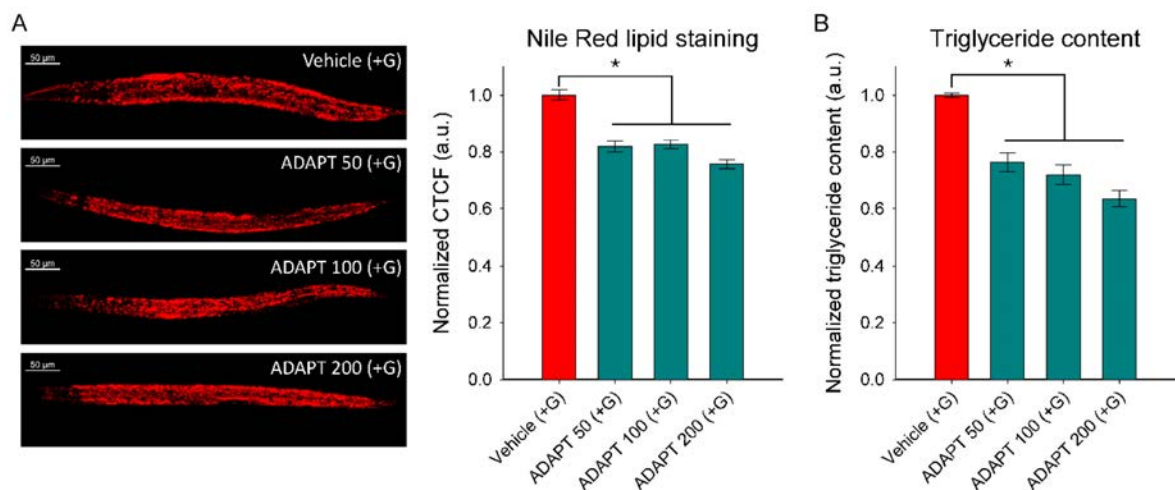 A
50 µm
Vehicle (+G)
50 µm
ADAPT 50 (+G)
50 µm
ADAPT 100 (+G)
50 µm
ADAPT 200 (+G)
Nile Red lipid staining
*
Normalized CTCF (a.u.)
1.0
0.8
0.6
0.4
0.2
0.0
Vehicle (+G)
ADAPT 50 (+G)
ADAPT 100 (+G)
ADAPT 200 (+G)
B
Triglyceride content
*
Normalized triglyceride content (a.u.)
1.0
0.8
0.6
0.4
0.2
0.0
Vehicle (+G)
ADAPT 50 (+G)
ADAPT 100 (+G)
ADAPT 200 (+G)